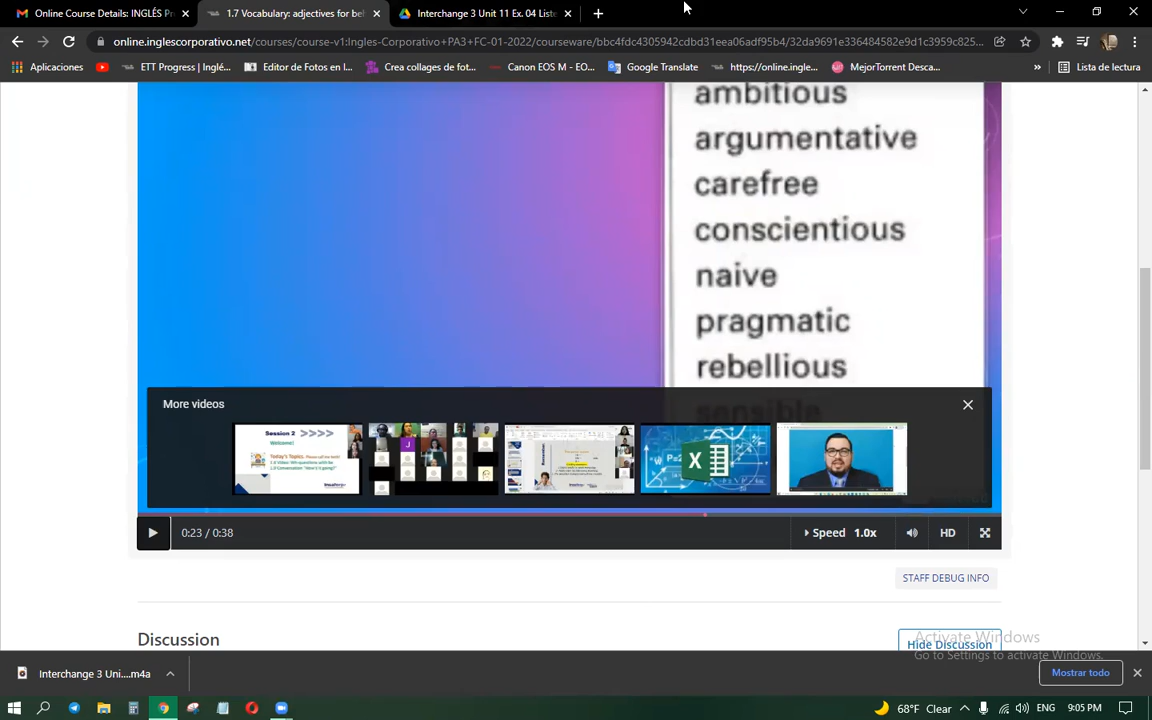 Online Course Details: INGLÉS Pr
1.7 Vocabulary: adjectives for bel
Interchange 3 Unit 11 Ex. 04 Liste
online.inglescorporativo.net/courses/course-v1:Ingles-Corporativo+PA3+FC-01-2022/courseware/bbc4fdc4305942cdbd31eea06adf95b4/32da9691e336484582e9d1c3959c825...
Aplicaciones
ETT Progress | Inglé...
Editor de Fotos en l...
Crea collages de fot...
Canon EOS M - EO...
Google Translate
https://online.ingle...
MejorTorrent Desca...
»
Lista de lectura
ambitious
argumentative
carefree
conscientious
naive
pragmatic
rebellious
sensible
More videos
Session 2 >>>>
Welcome!
0:23 / 0:38
Speed 1.0x
HD
STAFF DEBUG INFO
Discussion
Hide Discussion
Activate Windows
Go to Settings to activate Windows.
Interchange 3 Uni....m4a
Mostrar todo
68°F Clear
ENG
9:05 PM